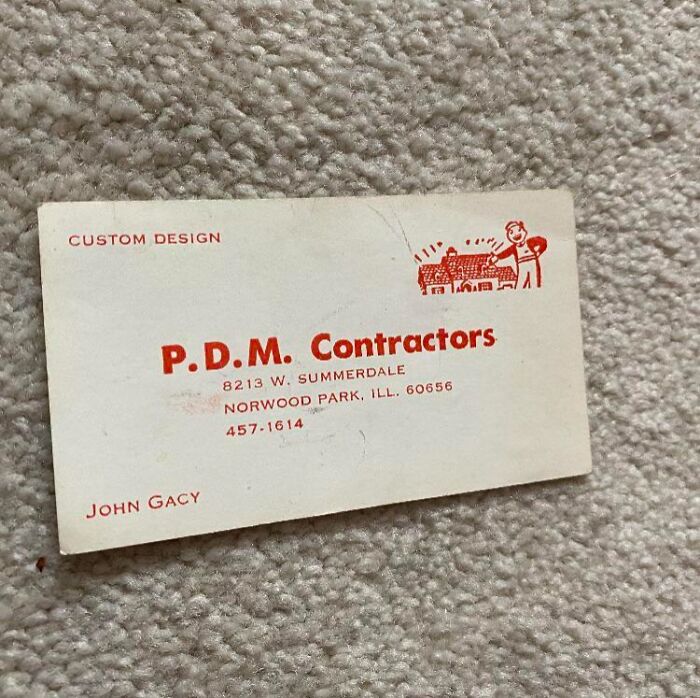 CUSTOM DESIGN
P.D.M. Contractors
8213 W. SUMMERDALE
NORWOOD PARK, ILL. 60656
457-1614
JOHN GACY